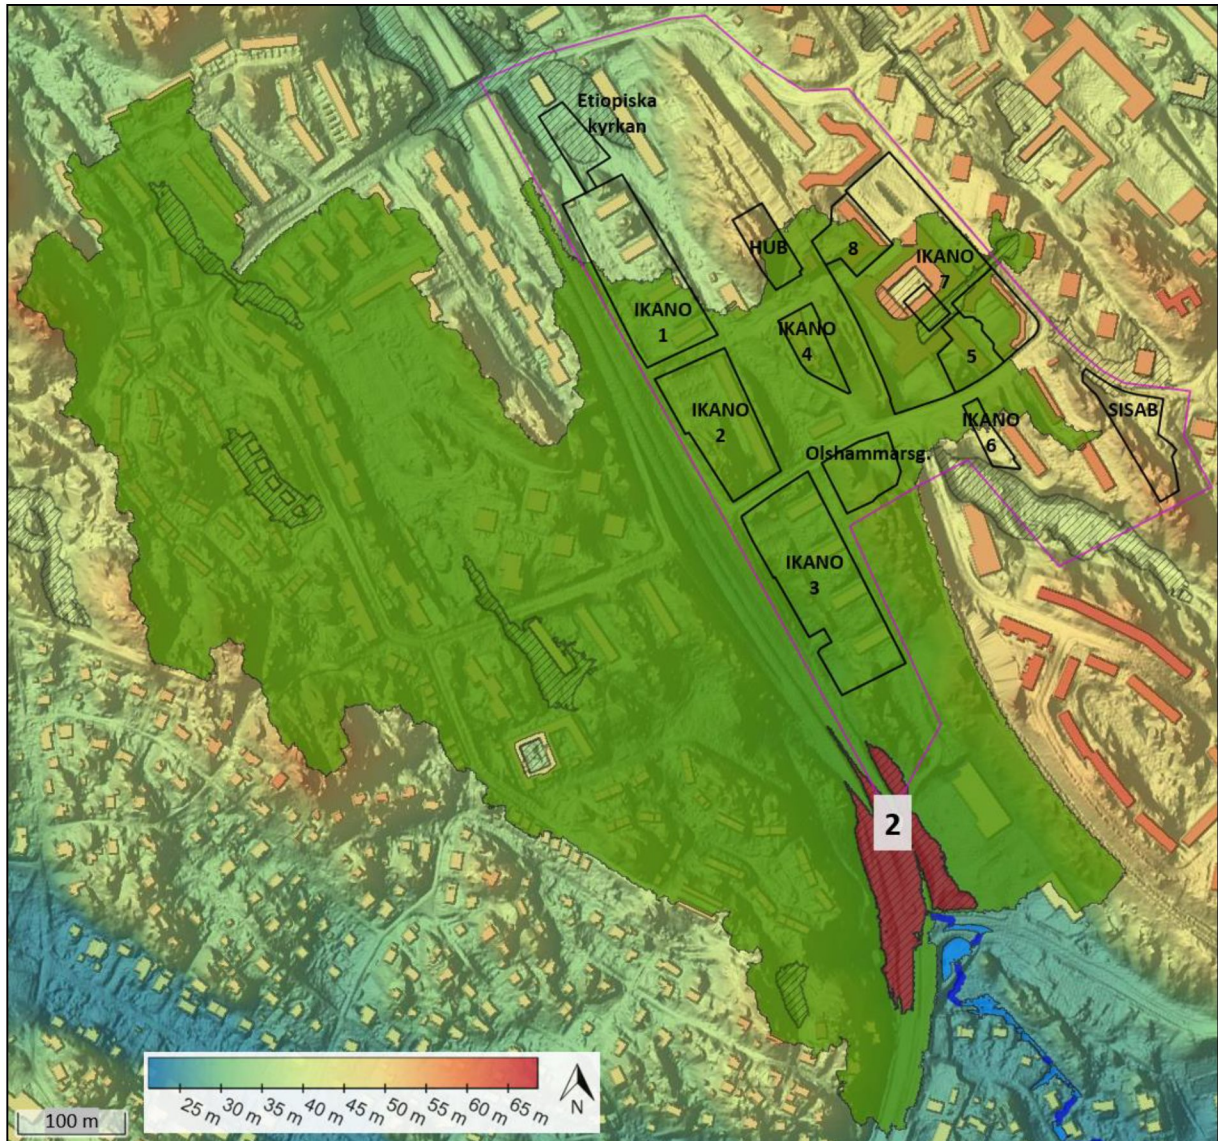 Etiopiska
kyrkan
HUB
8
IKANO
7
IKANO
1
IKANO
4
5
IKANO
2
SISAB
IKANO
6
Olshammarsg.
IKANO
3
2
25 m
30 m
35 m
40 m
45 m
50 m
55 m
60 m
65 m
N
100 m